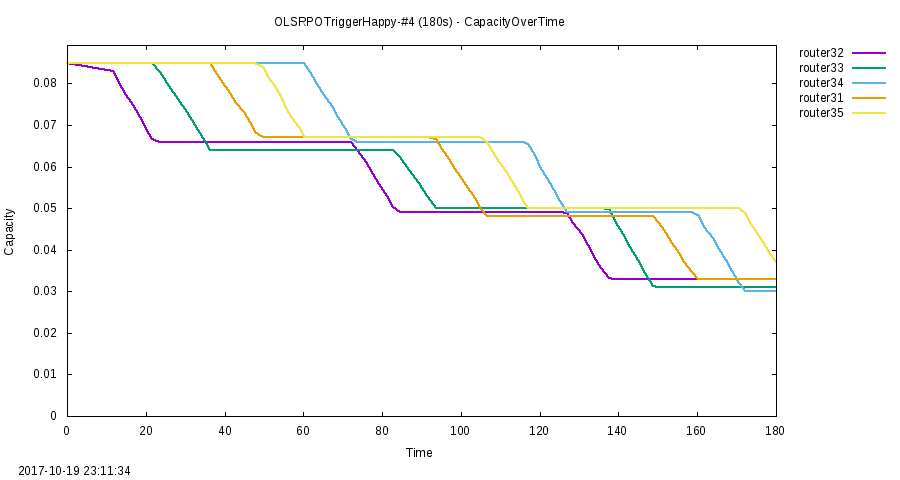 OLSRPOTriggerHappy-#4 (180s) - CapacityOverTime
router32
router33
router34
router31
router35
0.08
0.07
0.06
0.05
0.04
0.03
0.02
0.01
0
Capacity
0 20 40 60 80 100 120 140 160 180
Time
2017-10-19 23:11:34